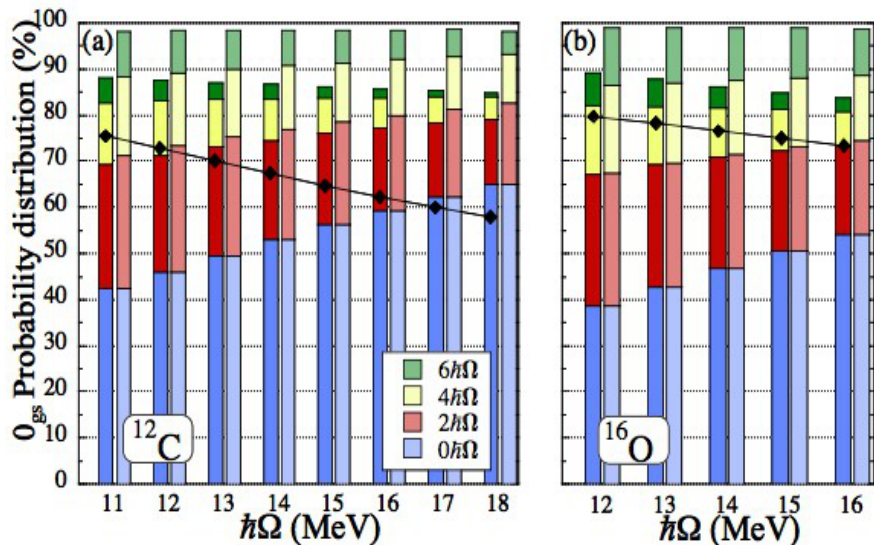 0gs Probability distribution (%)
100
90
80
70
60
50
40
30
20
10
0
(a)
6ℏΩ
4ℏΩ
2ℏΩ
0ℏΩ
¹²C
11 12 13 14 15 16 17 18
ℏΩ (MeV)
(b)
¹⁶O
12 13 14 15 16
ℏΩ (MeV)